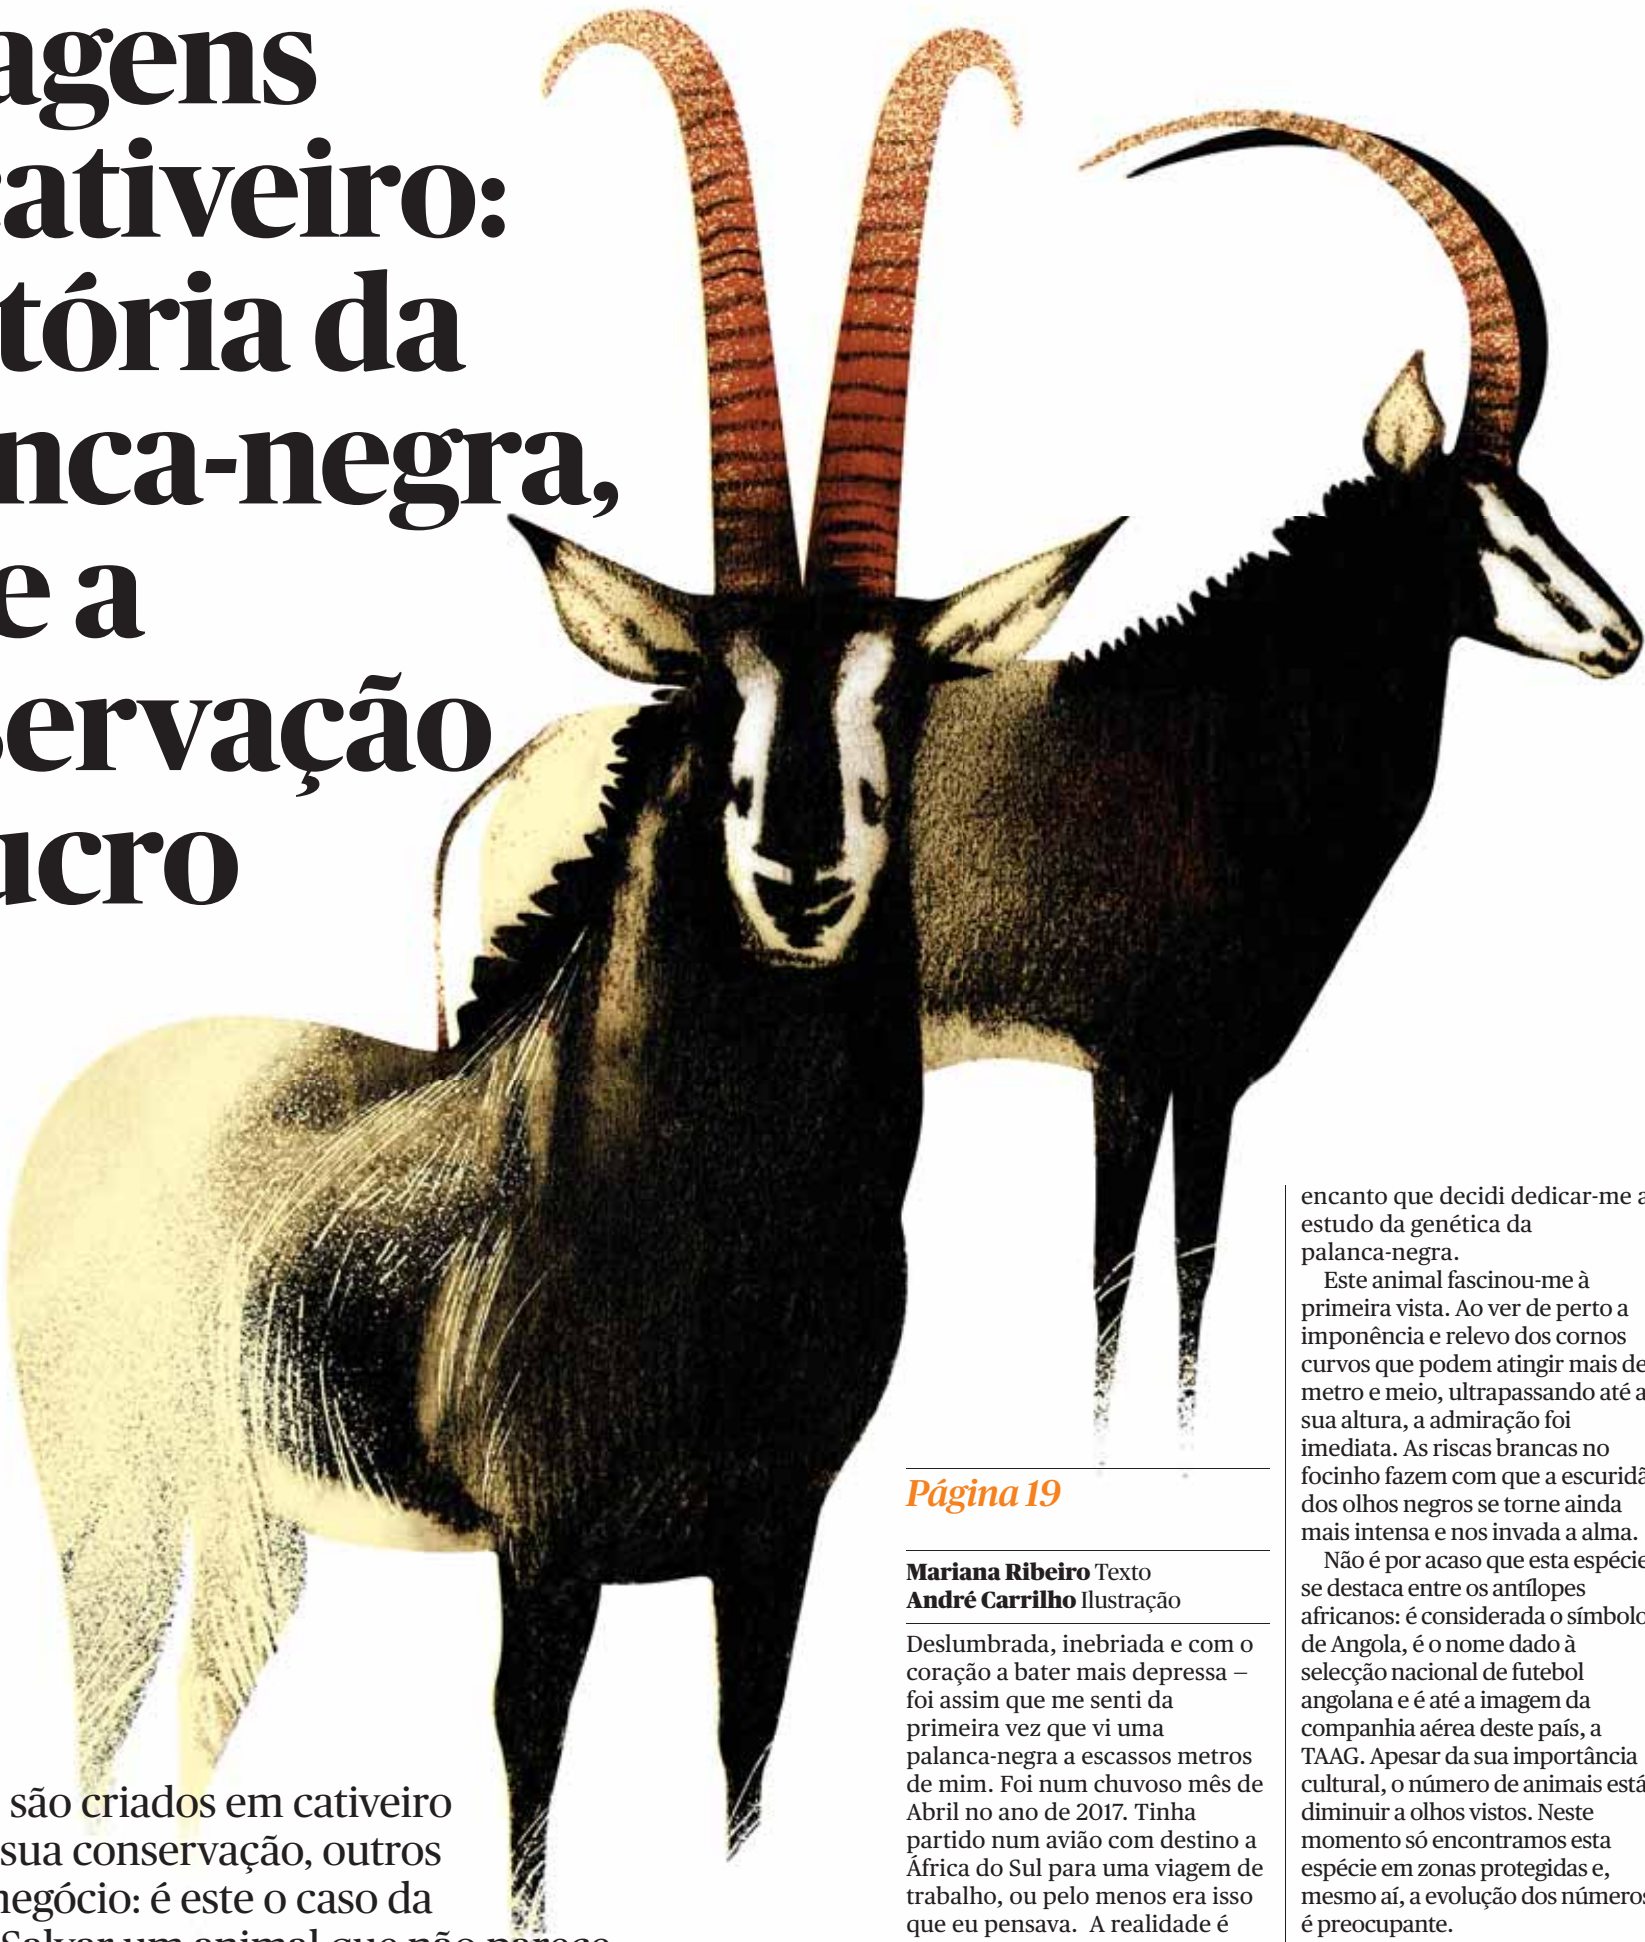 agens
ativeiro:
tória da
nca-negra,
e a
servação
ucro
são criados em cativeiro
sua conservação, outros
negócio: é este o caso da
Salvar um animal que não parece
Página 19
Mariana Ribeiro Texto
André Carrilho Ilustração
Deslumbrada, inebriada e com o
coração a bater mais depressa —
foi assim que me senti da
primeira vez que vi uma
palanca-negra a escassos metros
de mim. Foi num chuvoso mês de
Abril no ano de 2017. Tinha
partido num avião com destino a
África do Sul para uma viagem de
trabalho, ou pelo menos era isso
que eu pensava. A realidade é
encanto que decidi dedicar-me a
estudo da genética da
palanca-negra.
Este animal fascinou-me à
primeira vista. Ao ver de perto a
imponência e relevo dos cornos
curvos que podem atingir mais de
metro e meio, ultrapassando até a
sua altura, a admiração foi
imediata. As riscas brancas no
focinho fazem com que a escuridã
dos olhos negros se torne ainda
mais intensa e nos invada a alma.
Não é por acaso que esta espécie
se destaca entre os antílopes
africanos: é considerada o símbolo
de Angola, é o nome dado à
selecção nacional de futebol
angolana e é até a imagem da
companhia aérea deste país, a
TAAG. Apesar da sua importância
cultural, o número de animais está
diminuir a olhos vistos. Neste
momento só encontramos esta
espécie em zonas protegidas e,
mesmo aí, a evolução dos números
é preocupante.